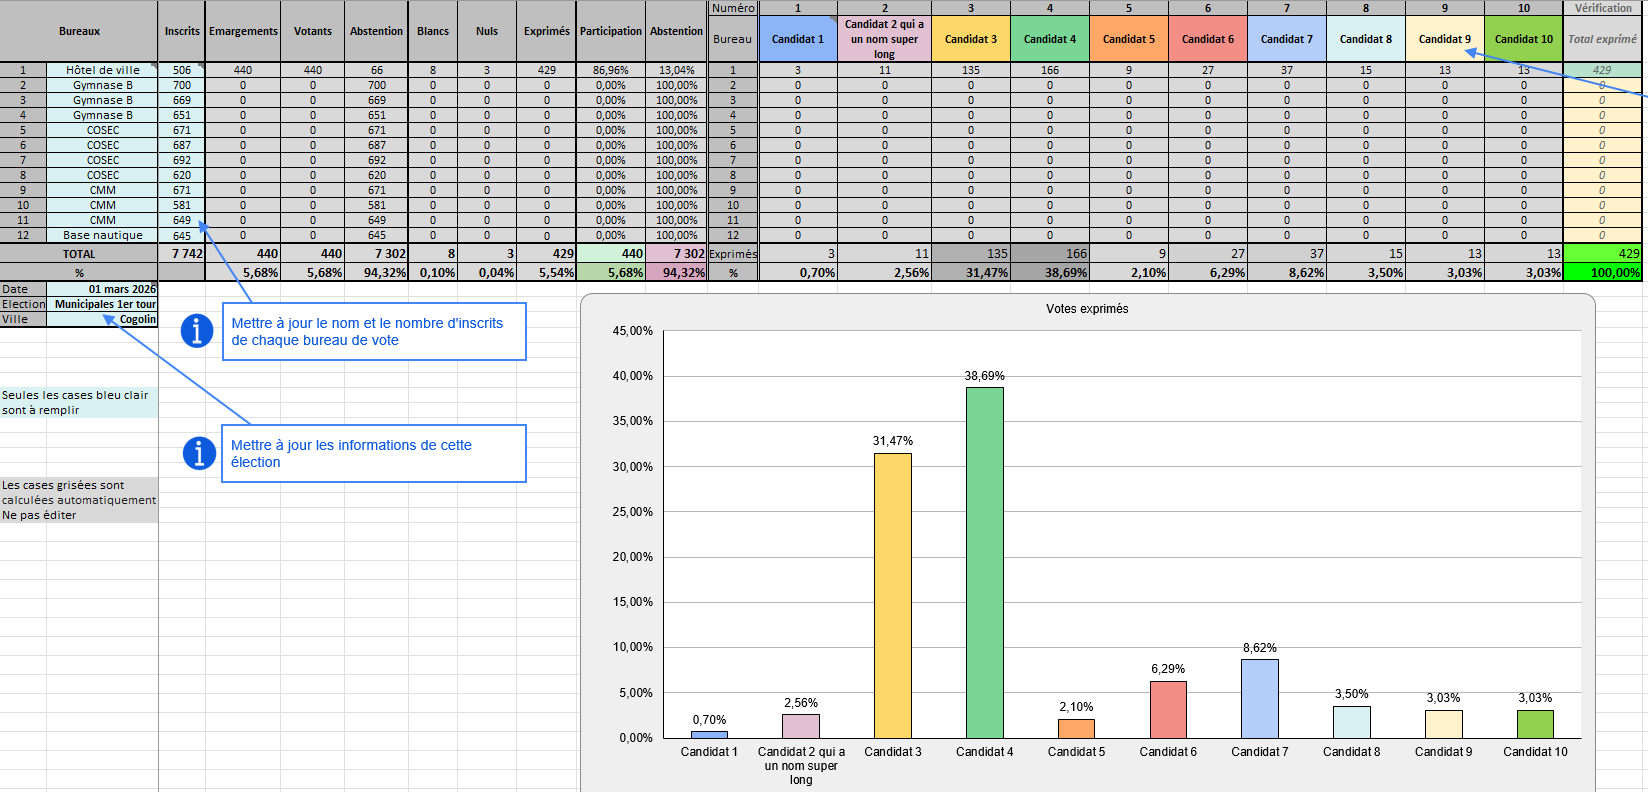 Bureaux Inscrits Emargements Votants Abstention Blancs Nuls Exprimés Participation Abstention Numéro 1 2 3 4 5 6 7 8 9 10 Vérification
Bureau Candidat 1 Candidat 2 qui a un nom super long Candidat 3 Candidat 4 Candidat 5 Candidat 6 Candidat 7 Candidat 8 Candidat 9 Candidat 10 Total exprimé
1 Hôtel de ville 506 440 440 66 8 3 429 86,96% 13,04% 1 3 11 135 166 9 27 37 15 13 13 429
2 Gymnase B 700 0 0 700 0 0 0 0,00% 100,00% 2 0 0 0 0 0 0 0 0 0 0 0
3 Gymnase B 669 0 0 669 0 0 0 0,00% 100,00% 3 0 0 0 0 0 0 0 0 0 0 0
4 Gymnase B 651 0 0 651 0 0 0 0,00% 100,00% 4 0 0 0 0 0 0 0 0 0 0 0
5 COSEC 671 0 0 671 0 0 0 0,00% 100,00% 5 0 0 0 0 0 0 0 0 0 0 0
6 COSEC 687 0 0 687 0 0 0 0,00% 100,00% 6 0 0 0 0 0 0 0 0 0 0 0
7 COSEC 692 0 0 692 0 0 0 0,00% 100,00% 7 0 0 0 0 0 0 0 0 0 0 0
8 COSEC 620 0 0 620 0 0 0 0,00% 100,00% 8 0 0 0 0 0 0 0 0 0 0 0
9 CMM 671 0 0 671 0 0 0 0,00% 100,00% 9 0 0 0 0 0 0 0 0 0 0 0
10 CMM 581 0 0 581 0 0 0 0,00% 100,00% 10 0 0 0 0 0 0 0 0 0 0 0
11 CMM 649 0 0 649 0 0 0 0,00% 100,00% 11 0 0 0 0 0 0 0 0 0 0 0
12 Base nautique 645 0 0 645 0 0 0 0,00% 100,00% 12 0 0 0 0 0 0 0 0 0 0 0
TOTAL 7 742 440 440 7 302 8 3 429 440 7 302 Exprimés 3 11 135 166 9 27 37 15 13 13 429
% 5,68% 5,68% 94,32% 0,10% 0,04% 5,54% 5,68% 94,32% % 0,70% 2,56% 31,47% 38,69% 2,10% 6,29% 8,62% 3,50% 3,03% 3,03% 100,00%
Date 01 mars 2026
Election Municipales 1er tour
Ville Cogolin
Mettre à jour le nom et le nombre d'inscrits
de chaque bureau de vote
Seules les cases bleu clair
sont à remplir
Mettre à jour les informations de cette
élection
Les cases grisées sont
calculées automatiquement
Ne pas éditer
Votes exprimés
45,00%
40,00%
35,00%
30,00%
25,00%
20,00%
15,00%
10,00%
5,00%
0,00%
0,70% 2,56% 31,47% 38,69% 2,10% 6,29% 8,62% 3,50% 3,03% 3,03%
Candidat 1 Candidat 2 qui a un nom super long Candidat 3 Candidat 4 Candidat 5 Candidat 6 Candidat 7 Candidat 8 Candidat 9 Candidat 10